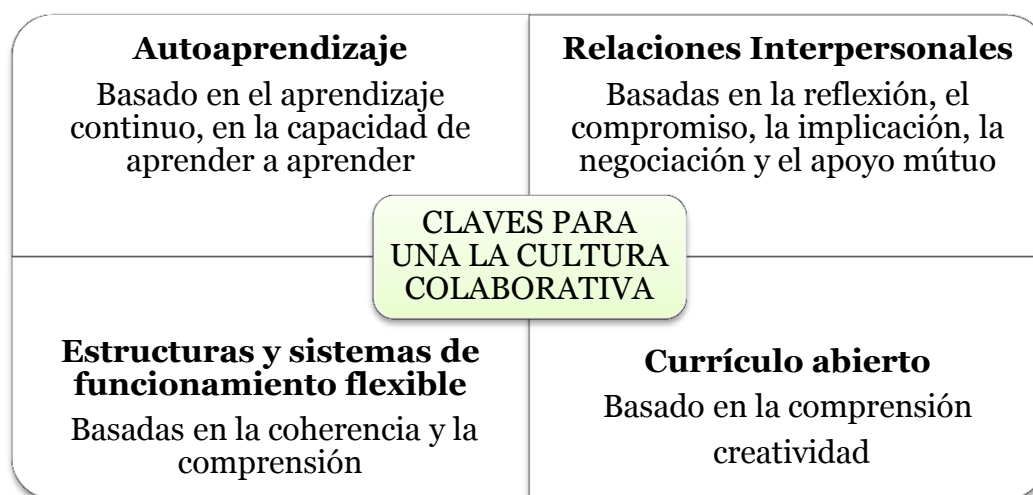 Autoaprendizaje
Basado en el aprendizaje
continuo, en la capacidad de
aprender a aprender
Relaciones Interpersonales
Basadas en la reflexión, el
compromiso, la implicación, la
negociación y el apoyo mútuo
CLAVES PARA
UNA LA CULTURA
COLABORATIVA
Estructuras y sistemas de
funcionamiento flexible
Basadas en la coherencia y la
comprensión
Currículo abierto
Basado en la comprensión
creatividad